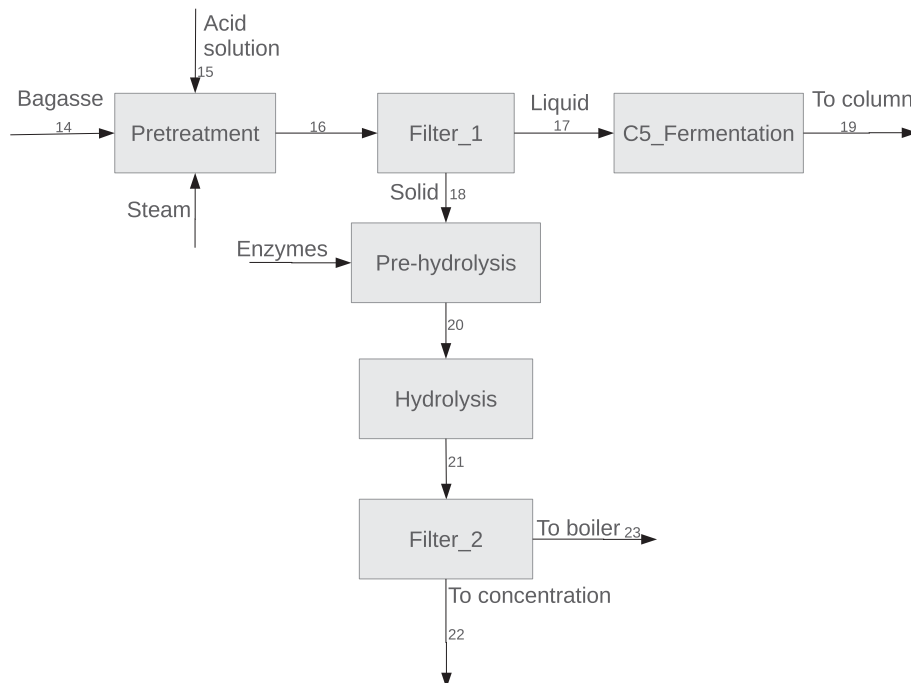 Acid
solution
15
Bagasse
14
Pretreatment
16
Filter_1
Liquid
17
C5_Fermentation
To column
19
Steam
Solid
18
Enzymes
Pre-hydrolysis
20
Hydrolysis
21
Filter_2
To boiler
23
To concentration
22